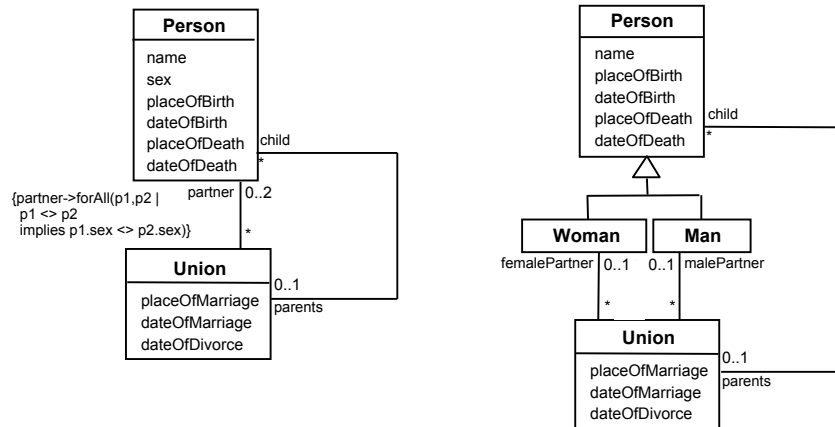 Person
name
sex
placeOfBirth
dateOfBirth
placeOfDeath
dateOfDeath
child
*
partner
0..2
{partner->forAll(p1,p2 |
p1 <> p2
implies p1.sex <> p2.sex)}
*
Union
placeOfMarriage
dateOfMarriage
dateOfDivorce
0..1
parents
Person
name
placeOfBirth
dateOfBirth
placeOfDeath
dateOfDeath
child
*
Woman
Man
femalePartner
0..1
0..1
malePartner
*
*
Union
placeOfMarriage
dateOfMarriage
dateOfDivorce
0..1
parents